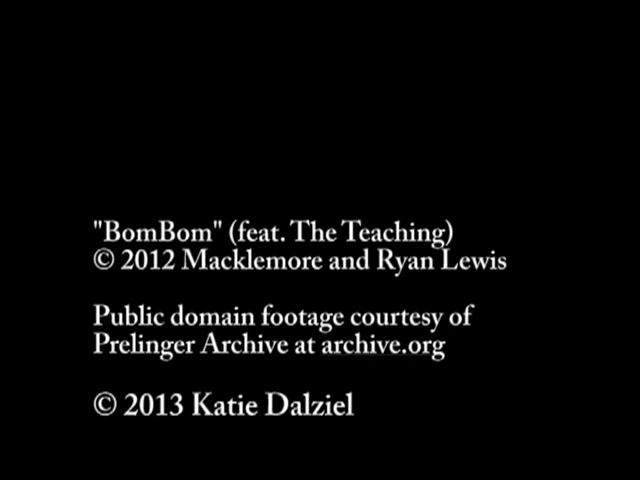 "BomBom" (feat. The Teaching)
© 2012 Macklemore and Ryan Lewis
Public domain footage courtesy of
Prelinger Archive at archive.org
© 2013 Katie Dalziel